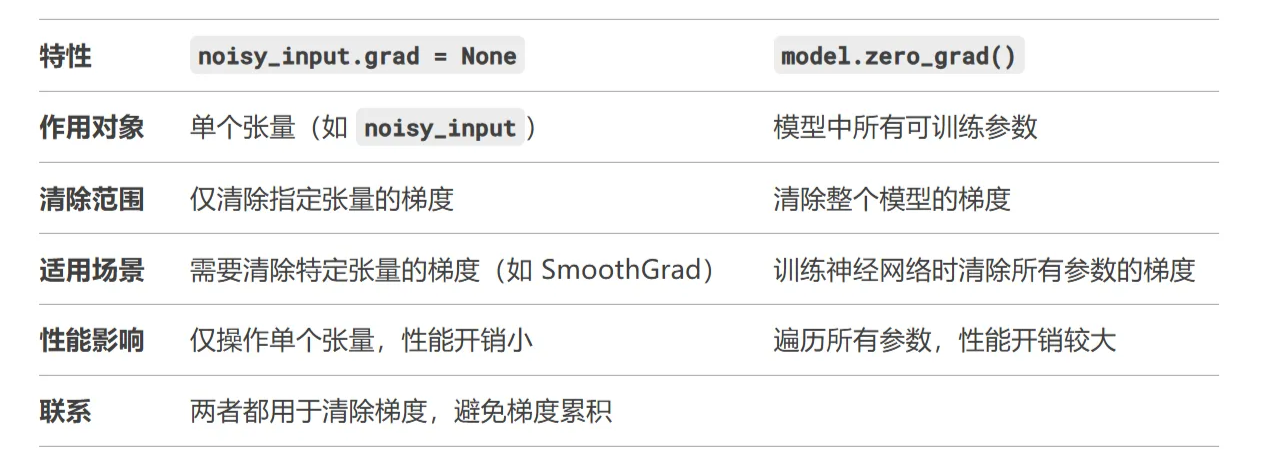 特性 noisy_input.grad = None model.zero_grad()
作用对象 单个张量（如 noisy_input） 模型中所有可训练参数
清除范围 仅清除指定张量的梯度 清除整个模型的梯度
适用场景 需要清除特定张量的梯度（如 SmoothGrad） 训练神经网络时清除所有参数的梯度
性能影响 仅操作单个张量，性能开销小 遍历所有参数，性能开销较大
联系 两者都用于清除梯度，避免梯度累积